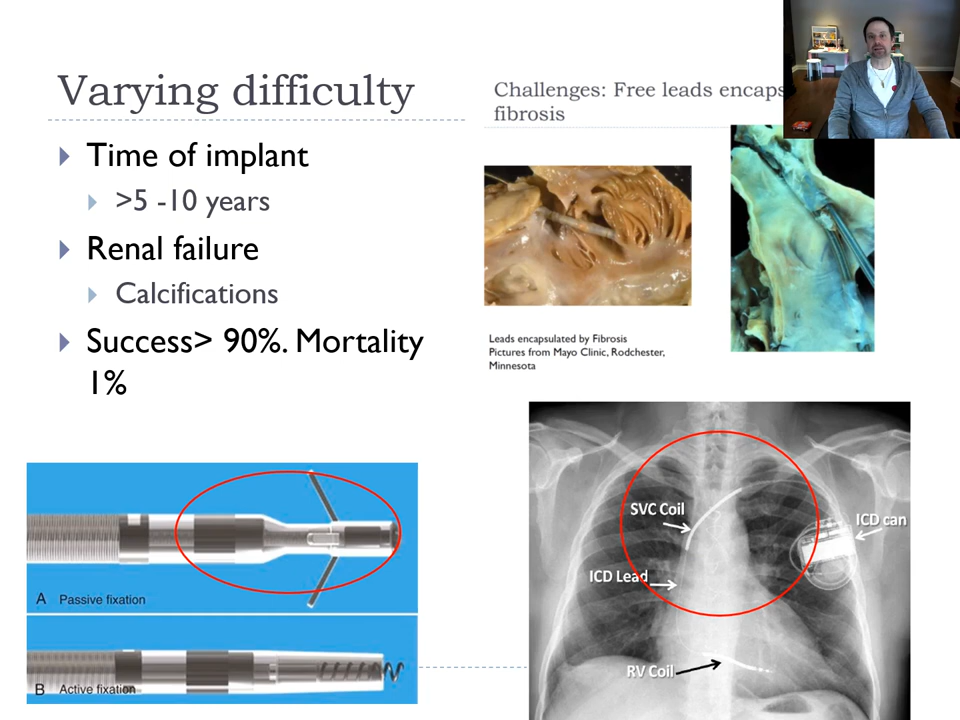 Varying difficulty
Time of implant
>5 -10 years
Renal failure
Calcifications
Success> 90%. Mortality
1%
Challenges: Free leads encaps
fibrosis
Leads encapsulated by Fibrosis
Pictures from Mayo Clinic, Rodchester,
Minnesota
A Passive fixation
B Active fixation
SVC Coil
ICD can
ICD Lead
RV Coil